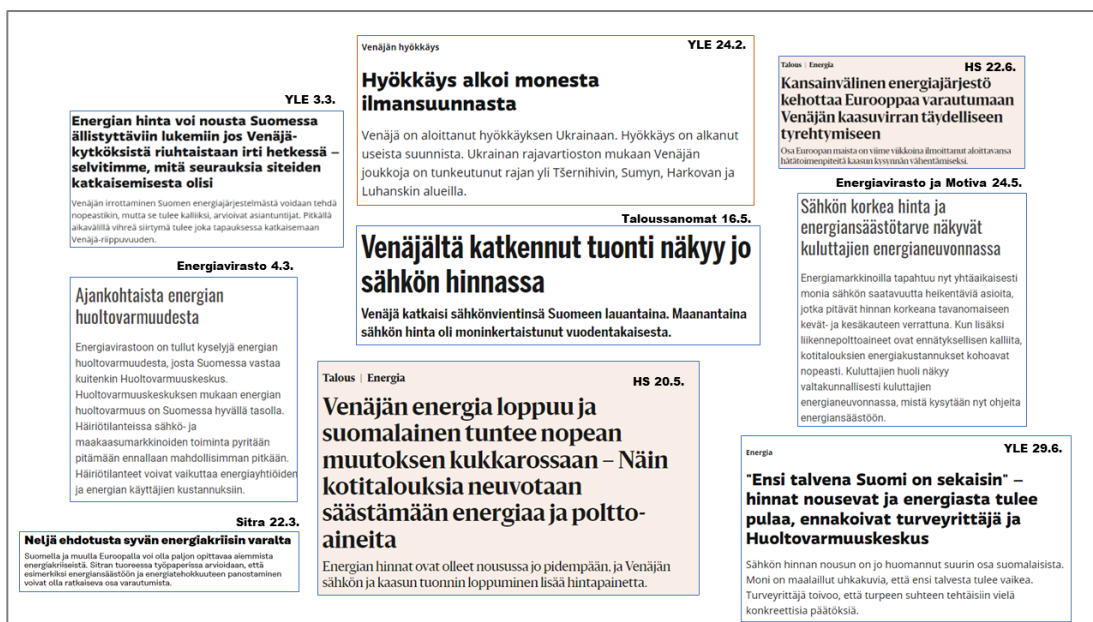 YLE 3.3.
Energian hinta voi nousta Suomessa
ällistyttäviin lukemiin jos Venäjä-
kytköksistä riuhtaistaan irti hetkessä –
selvitimme, mitä seurauksia siteiden
katkaisemisesta olisi
Venäjän irrottaminen Suomen energiajärjestelmästä voidaan tehdä
nopeastikin, mutta se tulee kalliiksi, arvioivat asiantuntijat. Pitkällä
aikavälillä vihreä siirtymä tulee joka tapauksessa katkaisemaan
Venäjä-riippuvuuden.
Energiavirasto 4.3.
Ajankohtaista energian
huoltovarmuudesta
Energiavirastoon on tullut kyselyjä energian
huoltovarmuudesta, josta Suomessa vastaa
kuitenkin Huoltovarmuuskeskus.
Huoltovarmuuskeskuksen mukaan energian
huoltovarmuus on Suomessa hyvällä tasolla.
Häiriötilanteissa sähkö- ja
maakaasumarkkinoiden toiminta pyritään
pitämään ennallaan mahdollisimman pitkään.
Häiriötilanteet voivat vaikuttaa energiayhtiöiden
ja energian käyttäjien kustannuksiin.
Sitra 22.3.
Neljä ehdotusta syvän energiakriisin varalta
Suomella ja muulla Euroopalla voi olla paljon opittavaa aiemmista
energiakriiseistä. Sitran tuoreessa työpaperissa arvioidaan, että
esimerkiksi energiansäästöön ja energiatehokkuuteen panostaminen
voivat olla ratkaiseva osa varautumista.
Venäjän hyökkäys
YLE 24.2.
Hyökkäys alkoi monesta
ilmansuunnasta
Venäjä on aloittanut hyökkäyksen Ukrainaan. Hyökkäys on alkanut
useista suunnista. Ukrainan rajavartioston mukaan Venäjän
joukkoja on tunkeutunut rajan yli Tšernihivin, Sumyn, Harkovan ja
Luhanskin alueilla.
Taloussanomat 16.5.
Venäjältä katkennut tuonti näkyy jo
sähkön hinnassa
Venäjä katkaisi sähkönvientinsä Suomeen lauantaina. Maanantaina
sähkön hinta oli moninkertaistunut vuodentakaisesta.
Talous | Energia
HS 20.5.
Venäjän energia loppuu ja
suomalainen tuntee nopean
muutoksen kukkarossaan – Näin
kotitalouksia neuvotaan
säästämään energiaa ja poltto-
aineita
Energian hinnat ovat olleet nousussa jo pidempään, ja Venäjän
sähkön ja kaasun tuonnin loppuminen lisää hintapainetta.
Talous | Energia
HS 22.6.
Kansainvälinen energiajärjestö
kehottaa Eurooppaa varautumaan
Venäjän kaasuvirran täydelliseen
tyrehtymiseen
Osa Euroopan maista on viime viikkoina ilmoittanut aloittavansa
hätätoimenpiteitä kaasun kysynnän vähentämiseksi.
Energiavirasto ja Motiva 24.5.
Sähkön korkea hinta ja
energiansäästötarve näkyvät
kuluttajien energianeuvonnassa
Energiamarkkinoilla tapahtuu nyt yhtäaikaisesti
monia sähkön saatavuutta heikentäviä asioita,
jotka pitävät hinnan korkeana tavanomaiseen
kevät- ja kesäkauteen verrattuna. Kun lisäksi
liikennepolttoaineet ovat ennätyksellisen kalliita,
kotitalouksien energiakustannukset kohoavat
nopeasti. Kuluttajien huoli näkyy
valtakunnallisesti kuluttajien
energianeuvonnassa, mistä kysytään nyt ohjeita
energiansäästöön.
Energia
YLE 29.6.
"Ensi talvena Suomi on sekaisin" –
hinnat nousevat ja energiasta tulee
pulaa, ennakoivat turveyrittäjä ja
Huoltovarmuuskeskus
Sähkön hinnan nousun on jo huomannut suurin osa suomalaisista.
Moni on maalaillut uhkakuvia, että ensi talvesta tulee vaikea.
Turveyrittäjä toivoo, että turpeen suhteen tehtäisiin vielä
konkreettisia päätöksiä.